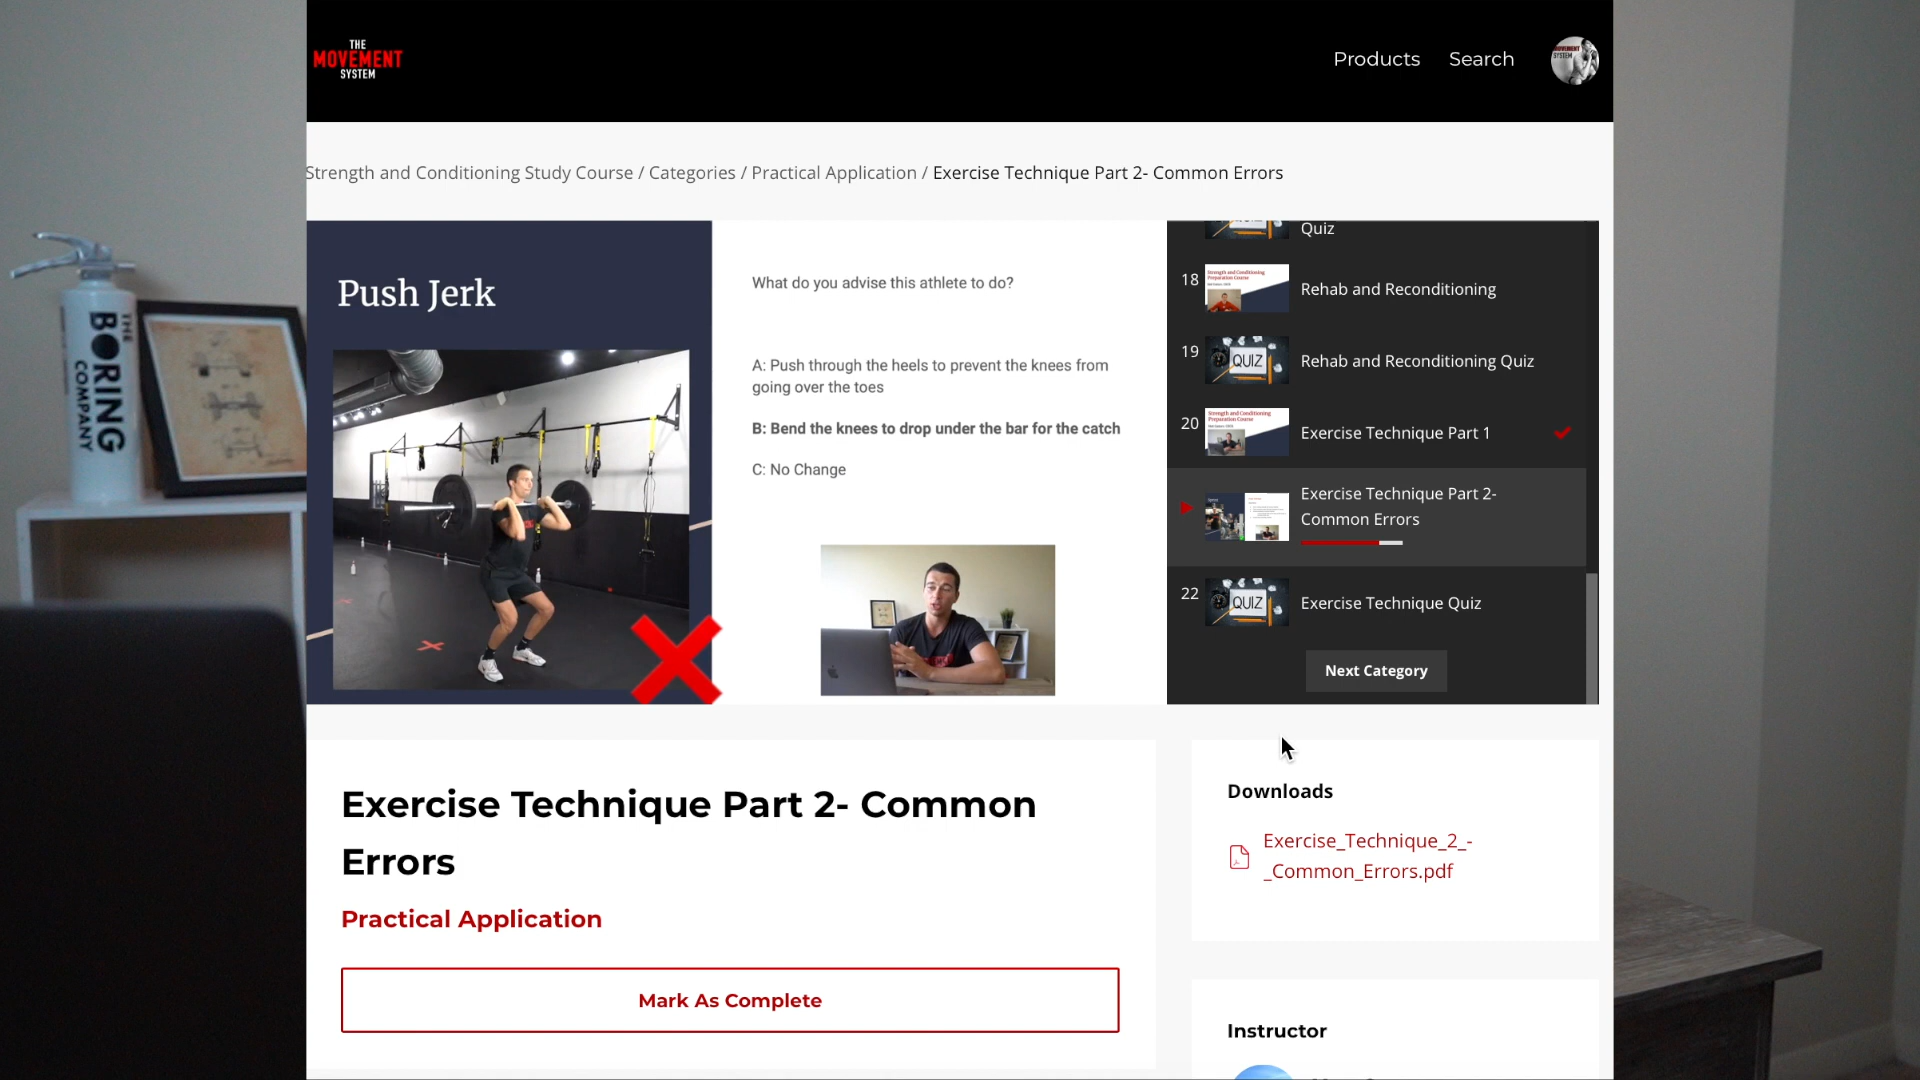 THE
MOVEMENT
SYSTEM
Products
Search
Strength and Conditioning Study Course / Categories / Practical Application / Exercise Technique Part 2- Common Errors
Push Jerk
What do you advise this athlete to do?
A: Push through the heels to prevent the knees from
going over the toes
B: Bend the knees to drop under the bar for the catch
C: No Change
Quiz
18
Rehab and Reconditioning
19
QUIZ
Rehab and Reconditioning Quiz
20
Exercise Technique Part 1
Exercise Technique Part 2-
Common Errors
22
QUIZ
Exercise Technique Quiz
Next Category
Exercise Technique Part 2- Common
Errors
Practical Application
Mark As Complete
Downloads
Exercise_Technique_2_-
_Common_Errors.pdf
Instructor
THE
BORING
COMPANY